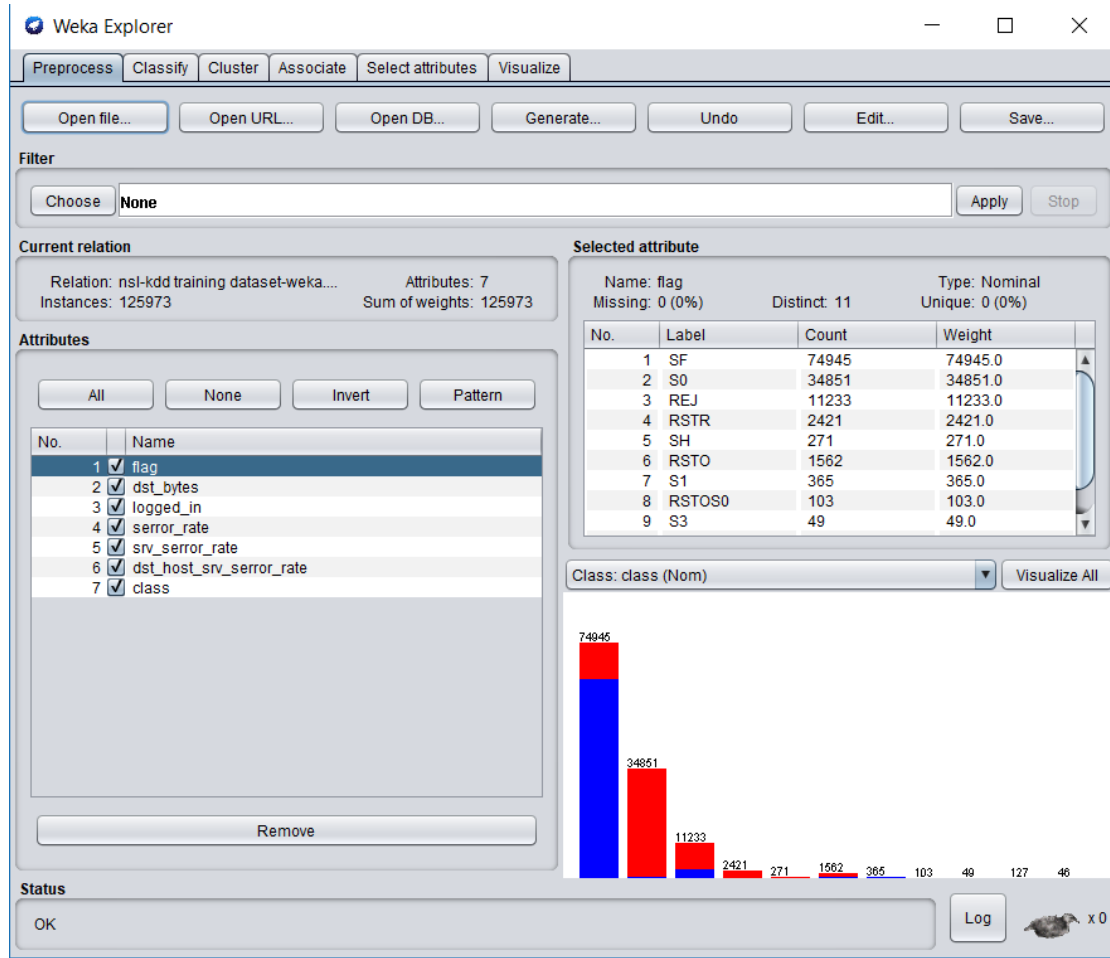 Weka Explorer
Preprocess Classify Cluster Associate Select attributes Visualize
Open file... Open URL... Open DB... Generate... Undo Edit... Save...
Filter
Choose None Apply Stop
Current relation
Relation: nsl-kdd training dataset-weka.... Attributes: 7
Instances: 125973 Sum of weights: 125973
Attributes
All None Invert Pattern
No. Name
1 flag
2 dst_bytes
3 logged_in
4 serror_rate
5 srv_serror_rate
6 dst_host_srv_serror_rate
7 class
Remove
Selected attribute
Name: flag Type: Nominal
Missing: 0 (0%) Distinct: 11 Unique: 0 (0%)
No. Label Count Weight
1 SF 74945 74945.0
2 S0 34851 34851.0
3 REJ 11233 11233.0
4 RSTR 2421 2421.0
5 SH 271 271.0
6 RSTO 1562 1562.0
7 S1 365 365.0
8 RSTOS0 103 103.0
9 S3 49 49.0
Class: class (Nom) Visualize All
74945
34851
11233
2421 271 1562 365 103 49 127 46
Status
OK Log x 0